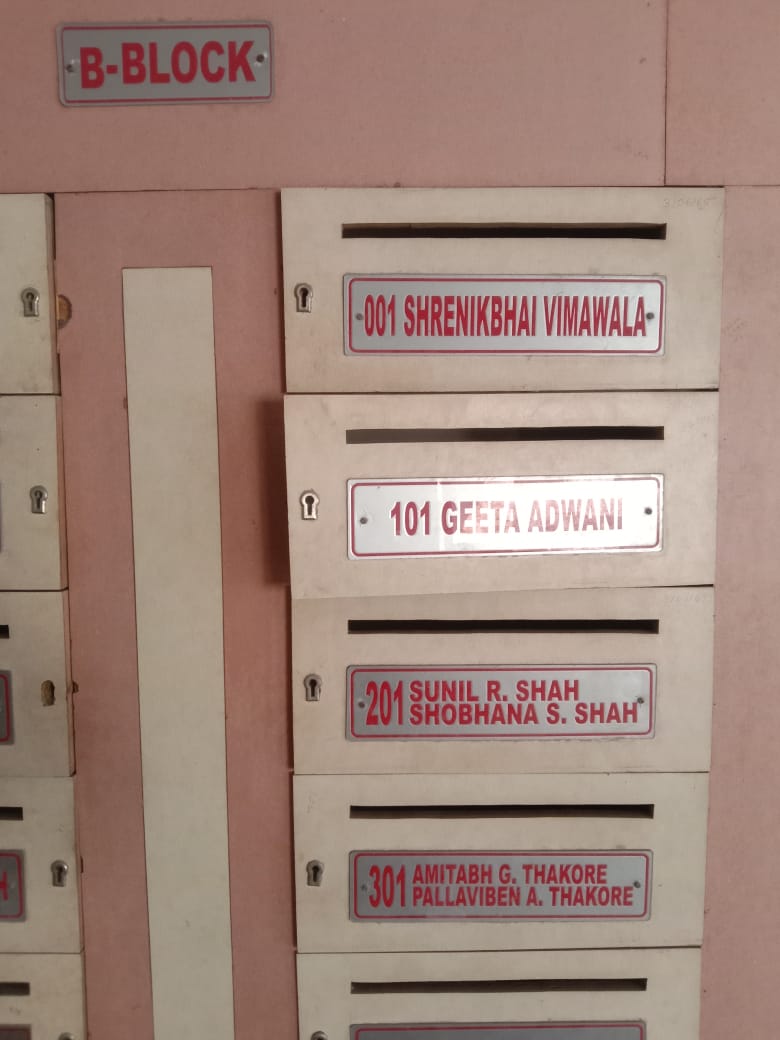 B-BLOCK
001 SHRENIKBHAI VIMAWALA
101 GEETA ADWANI
201 SUNIL R. SHAH
SHOBHANA S. SHAH
301 AMITABH G. THAKORE
PALLAVIBEN A. THAKORE
H